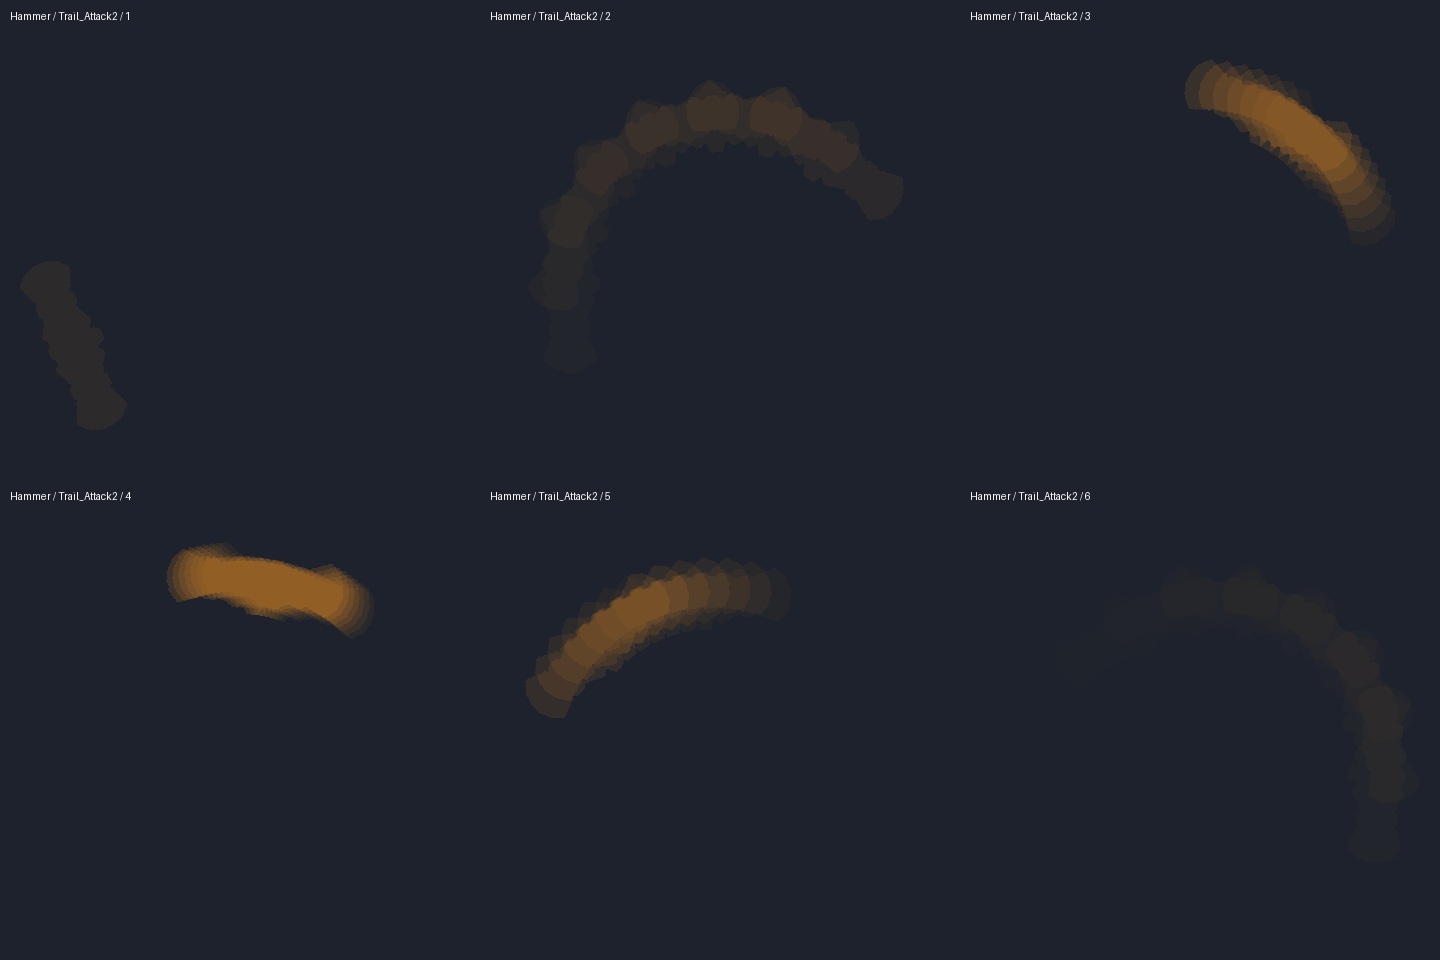 Hammer / Trail_Attack2 / 1
Hammer / Trail_Attack2 / 2
Hammer / Trail_Attack2 / 3
Hammer / Trail_Attack2 / 4
Hammer / Trail_Attack2 / 5
Hammer / Trail_Attack2 / 6